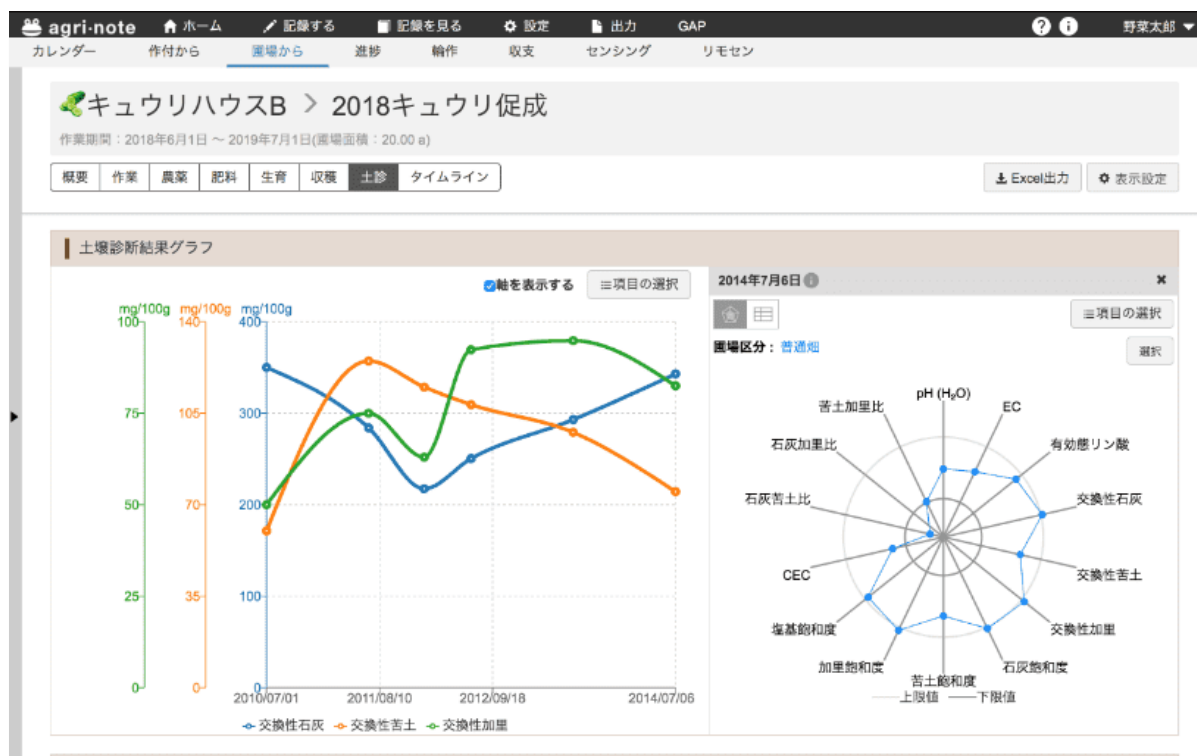 agri-note ホーム 記録する 記録を見る 設定 出力 GAP ? i 野菜太郎
カレンダー 作付から 圃場から 進捗 輪作 収支 センシング リモセン
キュウリハウスB > 2018キュウリ促成
作業期間:2018年6月1日 ~ 2019年7月1日(圃場面積:20.00 a)
概要 作業 農薬 肥料 生育 収穫 土診 タイムライン Excel出力 表示設定
土壌診断結果グラフ
軸を表示する 項目の選択
mg/100g mg/100g mg/100g
100 140 400
75 105 300
50 70 200
25 35 100
0 0 0
2010/07/01 2011/08/10 2012/09/18 2014/07/06
交換性石灰 交換性苦土 交換性加里
2014年7月6日 i ×
項目の選択
圃場区分: 普通畑 選択
pH (H₂O)
EC
有効態リン酸
交換性石灰
交換性苦土
交換性加里
石灰飽和度
苦土飽和度
加里飽和度
塩基飽和度
CEC
石灰苦土比
石灰加里比
苦土加里比
上限値 下限値